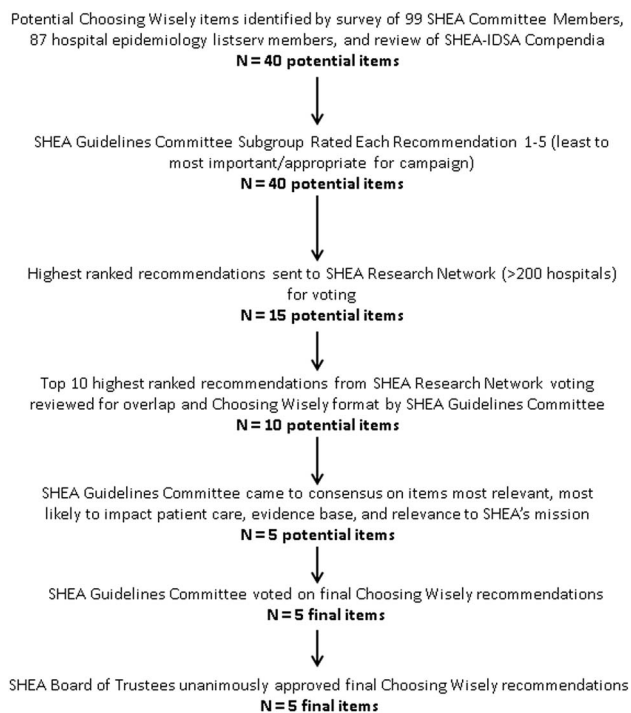 Potential Choosing Wisely items identified by survey of 99 SHEA Committee Members,
87 hospital epidemiology listserv members, and review of SHEA-IDSA Compendia
N = 40 potential items
SHEA Guidelines Committee Subgroup Rated Each Recommendation 1-5 (least to
most important/appropriate for campaign)
N = 40 potential items
Highest ranked recommendations sent to SHEA Research Network (>200 hospitals)
for voting
N = 15 potential items
Top 10 highest ranked recommendations from SHEA Research Network voting
reviewed for overlap and Choosing Wisely format by SHEA Guidelines Committee
N = 10 potential items
SHEA Guidelines Committee came to consensus on items most relevant, most
likely to impact patient care, evidence base, and relevance to SHEA's mission
N = 5 potential items
SHEA Guidelines Committee voted on final Choosing Wisely recommendations
N = 5 final items
SHEA Board of Trustees unanimously approved final Choosing Wisely recommendations
N = 5 final items